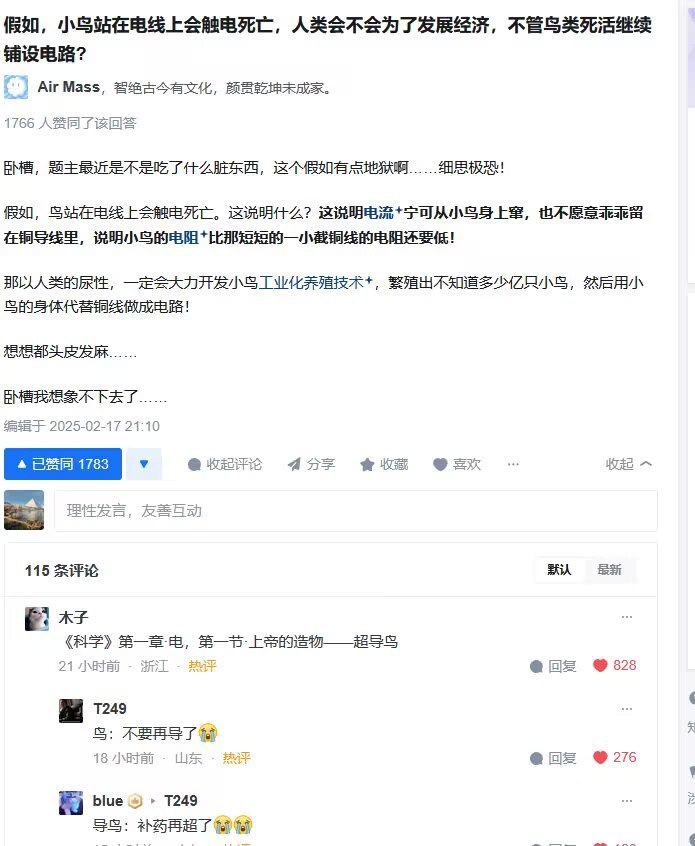 假如，小鸟站在电线上会触电死亡，人类会不会为了发展经济，不管鸟类死活继续
铺设电路？
Air Mass，智绝古今有文化，颜贯乾坤未成家。
1766 人赞同了该回答
卧槽，题主最近是不是吃了什么脏东西，这个假如有点地狱啊……细思极恐！
假如，鸟站在电线上会触电死亡。这说明什么？这说明电流宁可从小鸟身上窜，也不愿意乖乖留
在铜导线里，说明小鸟的电阻比那短短的一小截铜线的电阻还要低！
那以人类的尿性，一定会大力开发小鸟工业化养殖技术，繁殖出不知道多少亿只小鸟，然后用小
鸟的身体代替铜线做成电路！
想想都头皮发麻……
卧槽我想象不下去了……
编辑于 2025-02-17 21:10
已赞同 1783 收起评论 分享 收藏 喜欢 ··· 收起
理性发言，友善互动
115 条评论 默认 最新
木子 ···
《科学》第一章·电，第一节·上帝的造物——超导鸟
21 小时前 · 浙江 · 热评 回复 828
T249 ···
鸟：不要再导了😭
18 小时前 · 山东 · 热评 回复 276
blue T249 ···
导鸟：补药再超了😭😭